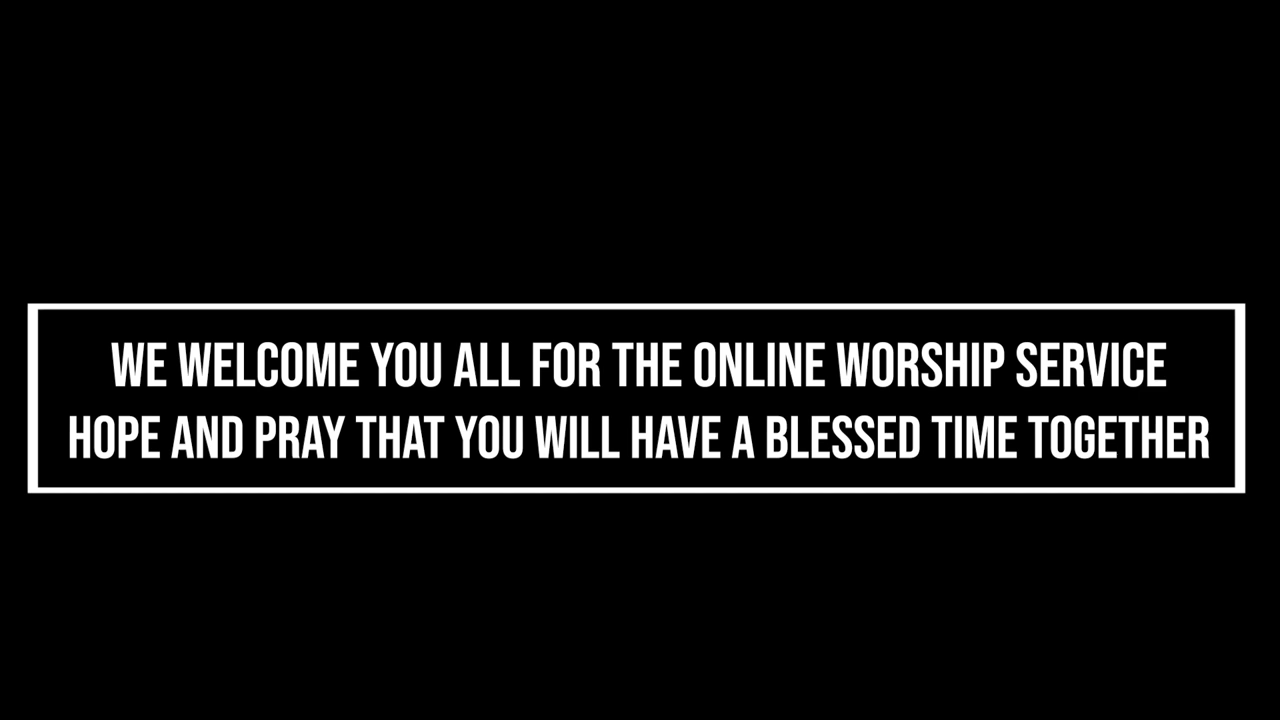 WE WELCOME YOU ALL FOR THE ONLINE WORSHIP SERVICE
HOPE AND PRAY THAT YOU WILL HAVE A BLESSED TIME TOGETHER